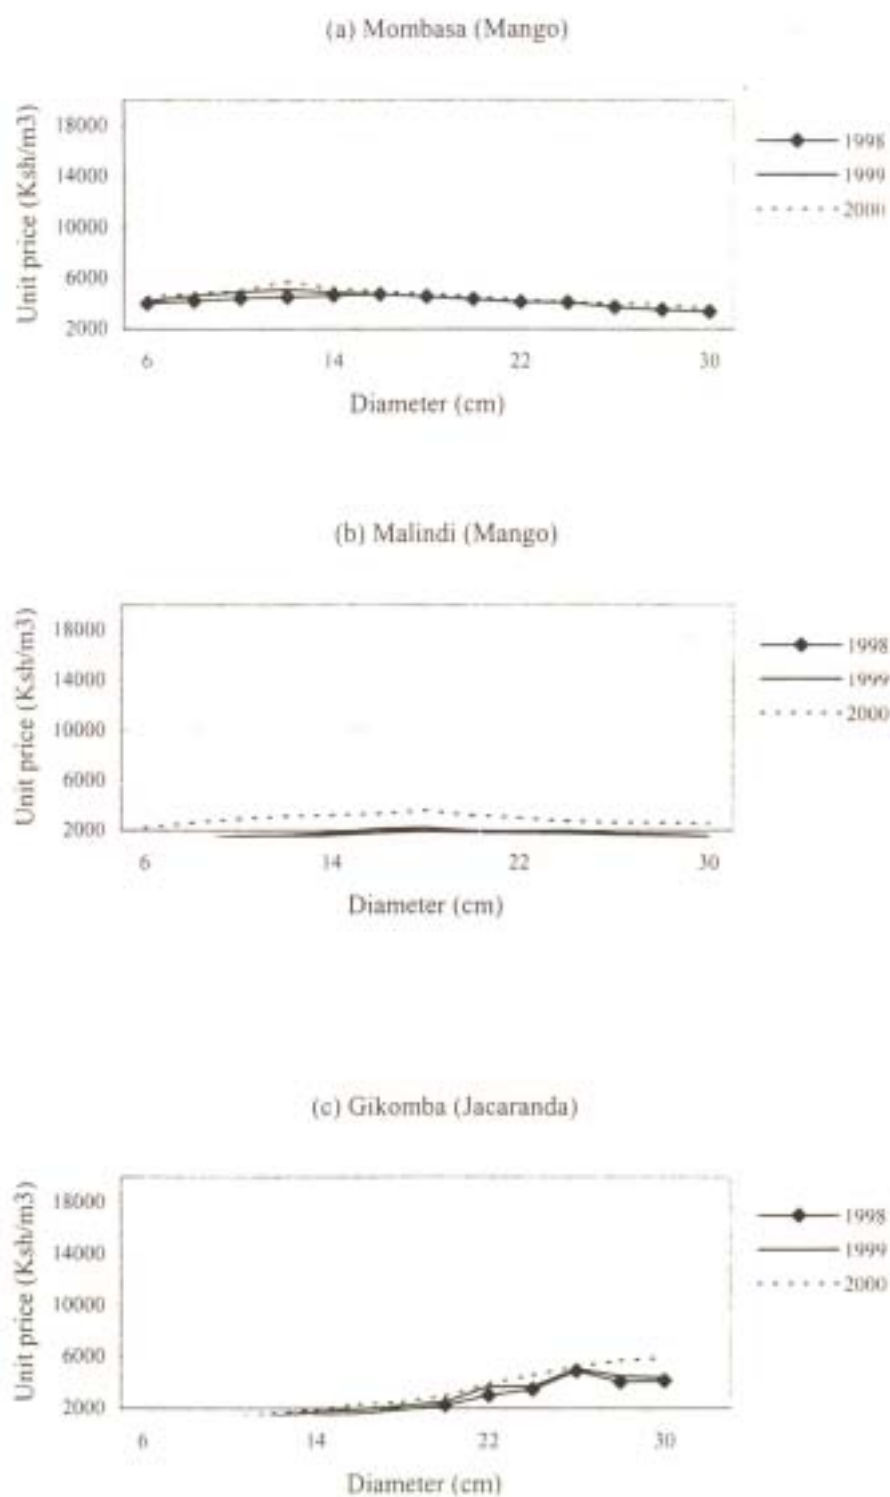 (a) Mombasa (Mango)
Unit price (Ksh/m3)
18000
14000
10000
6000
2000
6 14 22 30
Diameter (cm)
1998
1999
2000
(b) Malindi (Mango)
Unit price (Ksh/m3)
18000
14000
10000
6000
2000
6 14 22 30
Diameter (cm)
1998
1999
2000
(c) Gikomba (Jacaranda)
Unit price (Ksh/m3)
18000
14000
10000
6000
2000
6 14 22 30
Diameter (cm)
1998
1999
2000